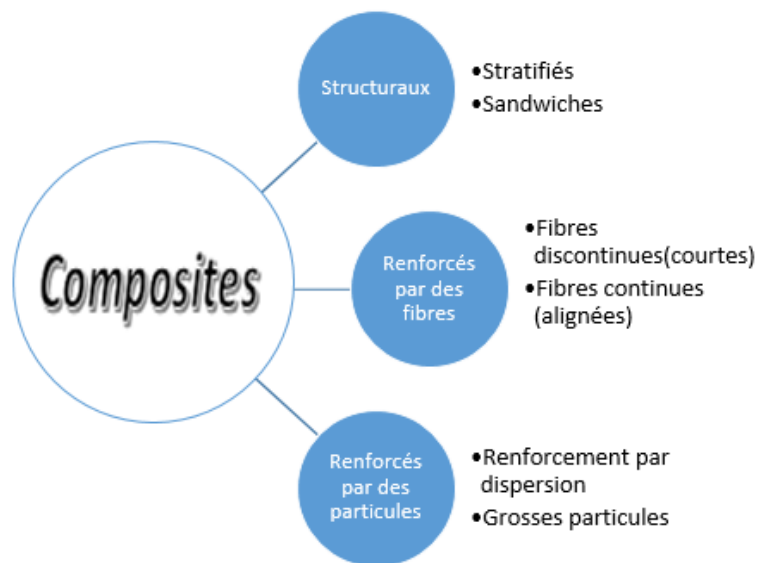 Composites
Structuraux
•Stratifiés
•Sandwiches
Renforcés
par des
fibres
•Fibres
discontinues(courtes)
•Fibres continues
(alignées)
Renforcés
par des
particules
•Renforcement par
dispersion
•Grosses particules